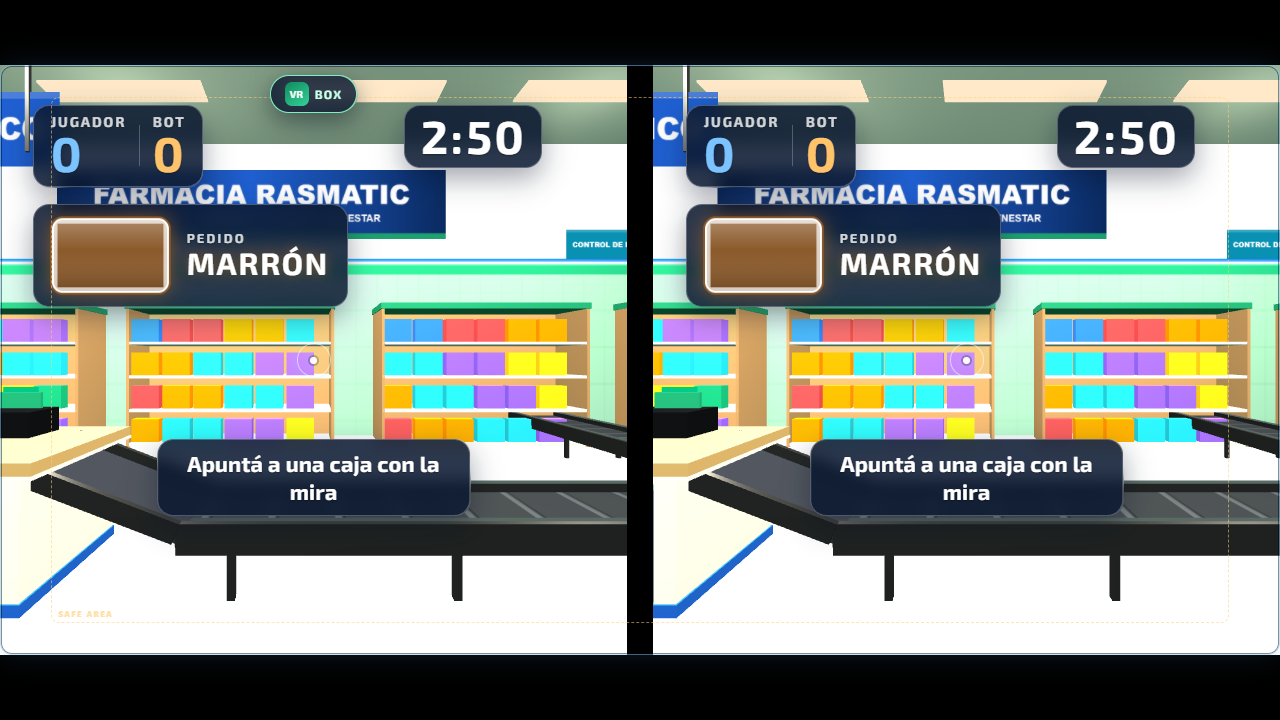 VR BOX
JUGADOR BOT
0 0
2:50
FARMACIA RASMATIC
ESTAR
PEDIDO
MARRÓN
CONTROL DE
Apuntá a una caja con la
mira
SAFE AREA
JUGADOR BOT
0 0
2:50
FARMACIA RASMATIC
NESTAR
PEDIDO
MARRÓN
CONTROL D
Apuntá a una caja con la
mira